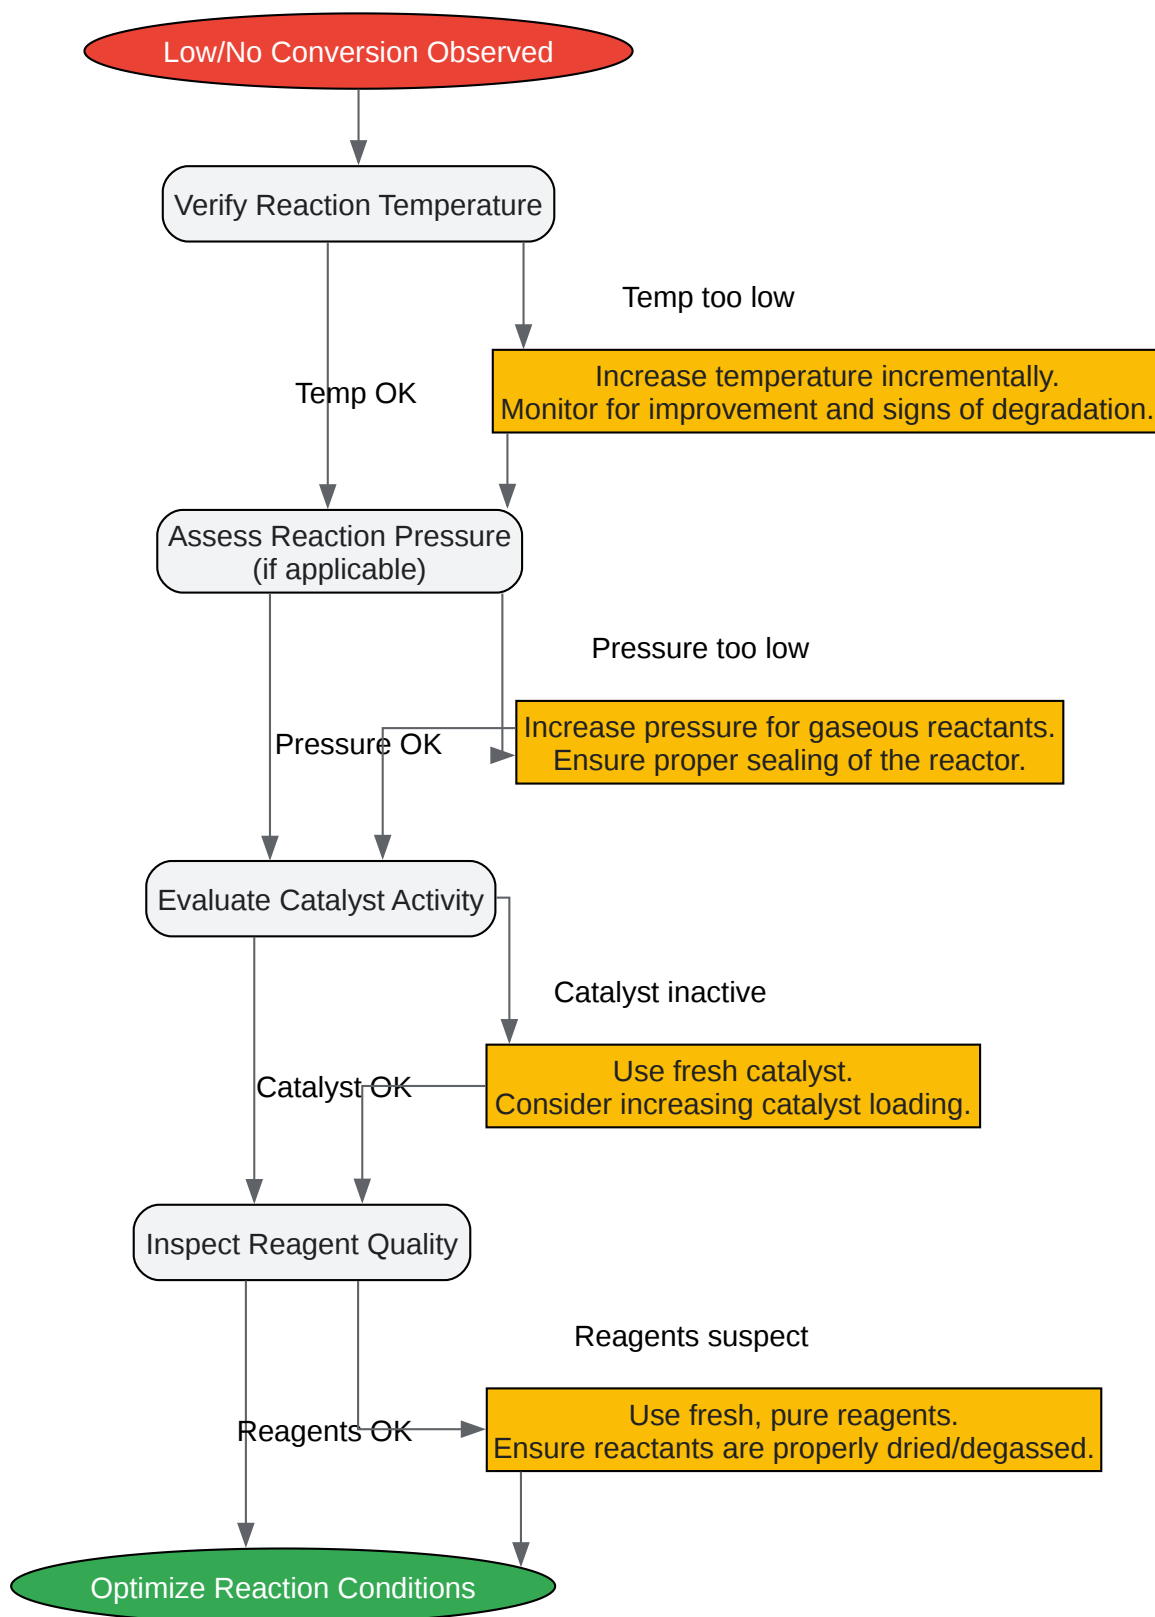 Low/No Conversion Observed
Verify Reaction Temperature
Temp too low
Increase temperature incrementally.
Monitor for improvement and signs of degradation.
Temp OK
Assess Reaction Pressure
(if applicable)
Pressure too low
Increase pressure for gaseous reactants.
Ensure proper sealing of the reactor.
Pressure OK
Evaluate Catalyst Activity
Catalyst inactive
Use fresh catalyst.
Consider increasing catalyst loading.
Catalyst OK
Inspect Reagent Quality
Reagents suspect
Use fresh, pure reagents.
Ensure reactants are properly dried/degassed.
Reagents OK
Optimize Reaction Conditions